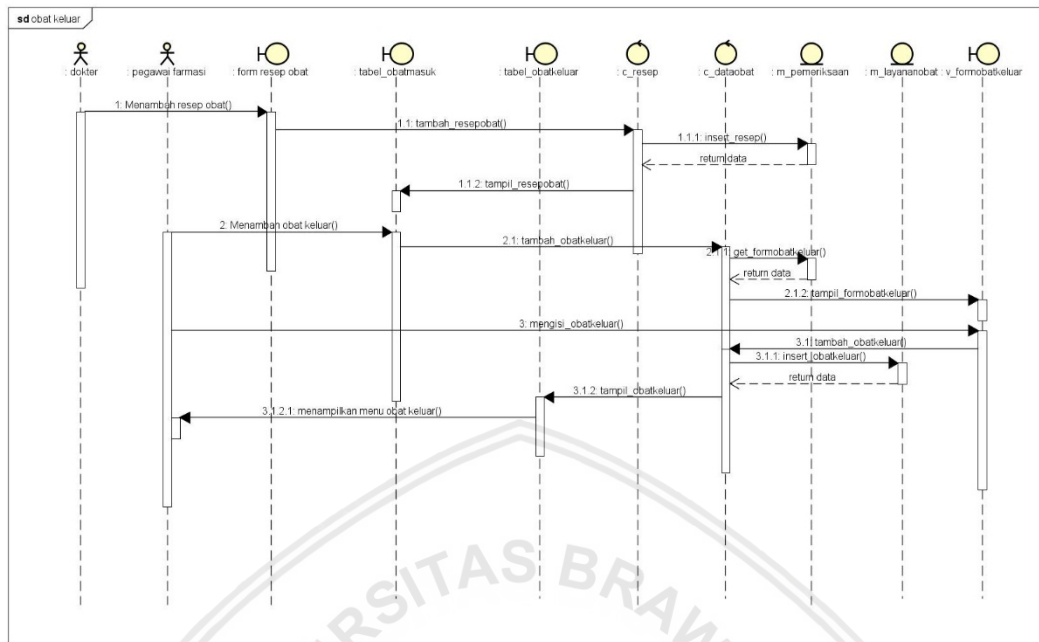 sd obat keluar
: dokter
: pegawai farmasi
: form resep obat
: tabel_obatmasuk
: tabel_obatkeluar
: c_resep
: c_dataobat
: m_pemeriksaan
: m_layananobat
: v_formobatkeluar
1: Menambah resep obat()
1.1: tambah_resepobat()
1.1.1: insert_resep()
return data
1.1.2: tampil_resepobat()
2: Menambah obat keluar()
2.1: tambah_obatkeluar()
2.1.1: get_formobatkeluar()
return data
2.1.2: tampil_formobatkeluar()
3: mengisi_obatkeluar()
3.1: tambah_obatkeluar()
3.1.1: insert_obatkeluar()
return data
3.1.2: tampil_obatkeluar()
3.1.2.1: menampilkan menu obat keluar()
ERSITAS BRAW